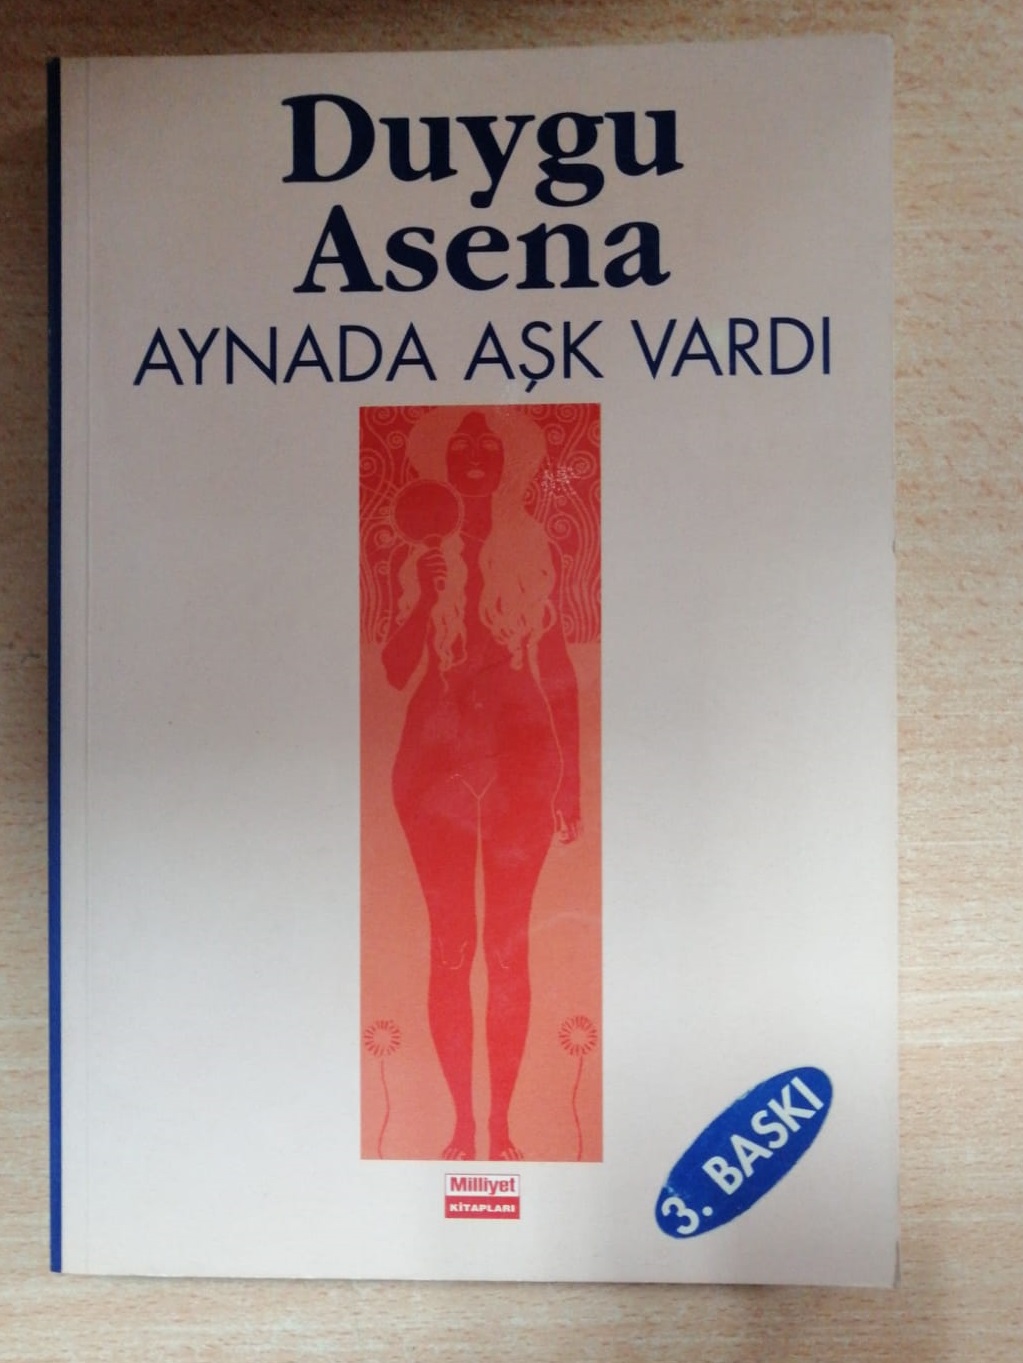 Duygu
Asena
AYNADA AŞK VARDI
Milliyet
KİTAPLARI
3. BASKI